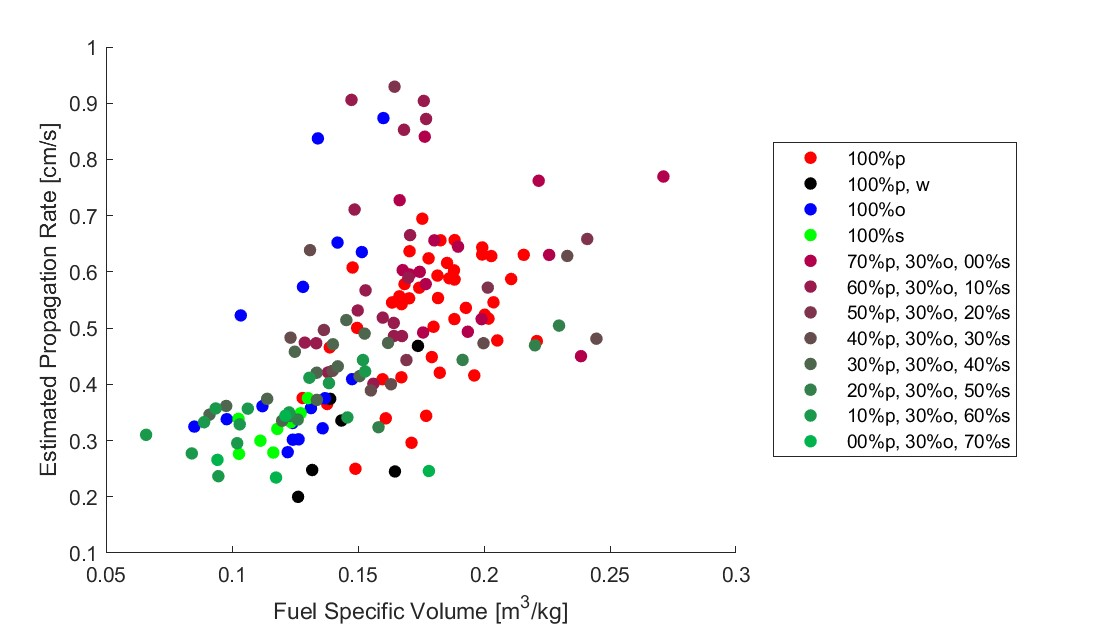 Estimated Propagation Rate [cm/s]
1
0.9
0.8
0.7
0.6
0.5
0.4
0.3
0.2
0.1
0.05
0.1
0.15
0.2
0.25
0.3
Fuel Specific Volume [m³/kg]
100%p
100%p, w
100%o
100%s
70%p, 30%o, 00%s
60%p, 30%o, 10%s
50%p, 30%o, 20%s
40%p, 30%o, 30%s
30%p, 30%o, 40%s
20%p, 30%o, 50%s
10%p, 30%o, 60%s
00%p, 30%o, 70%s